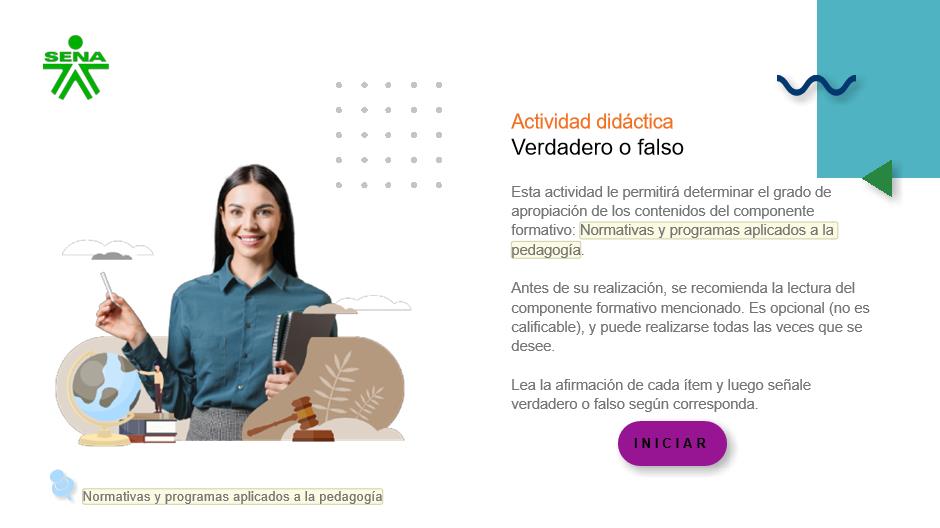 SENA
Actividad didáctica
Verdadero o falso
Esta actividad le permitirá determinar el grado de
apropiación de los contenidos del componente
formativo: Normativas y programas aplicados a la
pedagogía.
Antes de su realización, se recomienda la lectura del
componente formativo mencionado. Es opcional (no es
calificable), y puede realizarse todas las veces que se
desee.
Lea la afirmación de cada ítem y luego señale
verdadero o falso según corresponda.
INICIAR
Normativas y programas aplicados a la pedagogía